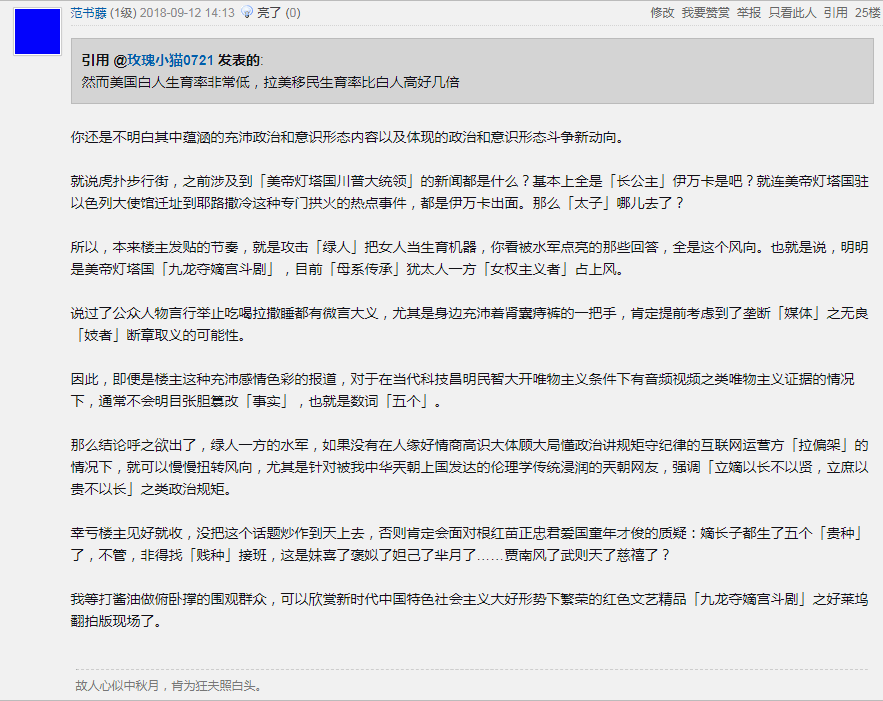 范书藤 (1级) 2018-09-12 14:13 亮了 (0) 修改 我要赞赏 举报 只看此人 引用 25楼
引用 @玫瑰小猫0721 发表的:
然而美国白人生育率非常低，拉美移民生育率比白人高好几倍
你还是不明白其中蕴涵的充沛政治和意识形态内容以及体现的政治和意识形态斗争新动向。
就说虎扑步行街，之前涉及到「美帝灯塔国川普大统领」的新闻都是什么？基本上全是「长公主」伊万卡是吧？就连美帝灯塔国驻
以色列大使馆迁址到耶路撒冷这种专门拱火的热点事件，都是伊万卡出面。那么「太子」哪儿去了？
所以，本来楼主发贴的节奏，就是攻击「绿人」把女人当生育机器，你看被水军点亮的那些回答，全是这个风向。也就是说，明明
是美帝灯塔国「九龙夺嫡宫斗剧」，目前「母系传承」犹太人一方「女权主义者」占上风。
说过了公众人物言行举止吃喝拉撒睡都有微言大义，尤其是身边充沛着肾囊痔裤的一把手，肯定提前考虑到了垄断「媒体」之无良
「妓者」断章取义的可能性。
因此，即便是楼主这种充沛感情色彩的报道，对于在当代科技昌明民智大开唯物主义条件下有音频视频之类唯物主义证据的情况
下，通常不会明目张胆篡改「事实」，也就是数词「五个」。
那么结论呼之欲出了，绿人一方的水军，如果没有在人缘好情商高识大体顾大局懂政治讲规矩守纪律的互联网运营方「拉偏架」的
情况下，就可以慢慢扭转风向，尤其是针对被我中华天朝上国发达的伦理学传统浸润的天朝网友，强调「立嫡以长不以贤，立庶以
贵不以长」之类政治规矩。
幸亏楼主见好就收，没把这个话题炒作到天上去，否则肯定会面对根红苗正忠君爱国童年才俊的质疑：嫡长子都生了五个「贵种」
了，不管，非得找「贱种」接班，这是妹喜了褒姒了妲己了芈月了……贾南风了武则天了慈禧了？
我等打酱油做俯卧撑的围观群众，可以欣赏新时代中国特色社会主义大好形势下繁荣的红色文艺精品「九龙夺嫡宫斗剧」之好莱坞
翻拍版现场了。
故人心似中秋月，肯为狂夫照白头。